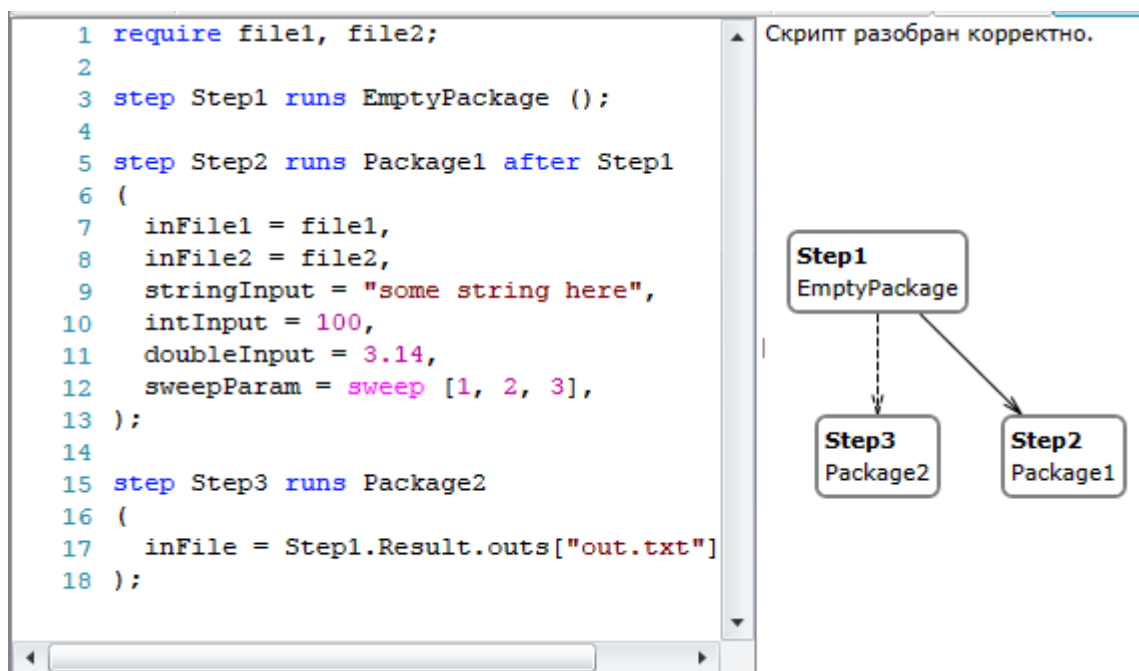 1 require file1, file2;
2
3 step Step1 runs EmptyPackage ();
4
5 step Step2 runs Package1 after Step1
6 (
7   inFile1 = file1,
8   inFile2 = file2,
9   stringInput = "some string here",
10   intInput = 100,
11   doubleInput = 3.14,
12   sweepParam = sweep [1, 2, 3],
13 );
14
15 step Step3 runs Package2
16 (
17   inFile = Step1.Result.outs["out.txt"]
18 );
Скрипт разобран корректно.
Step1
EmptyPackage
Step3
Package2
Step2
Package1